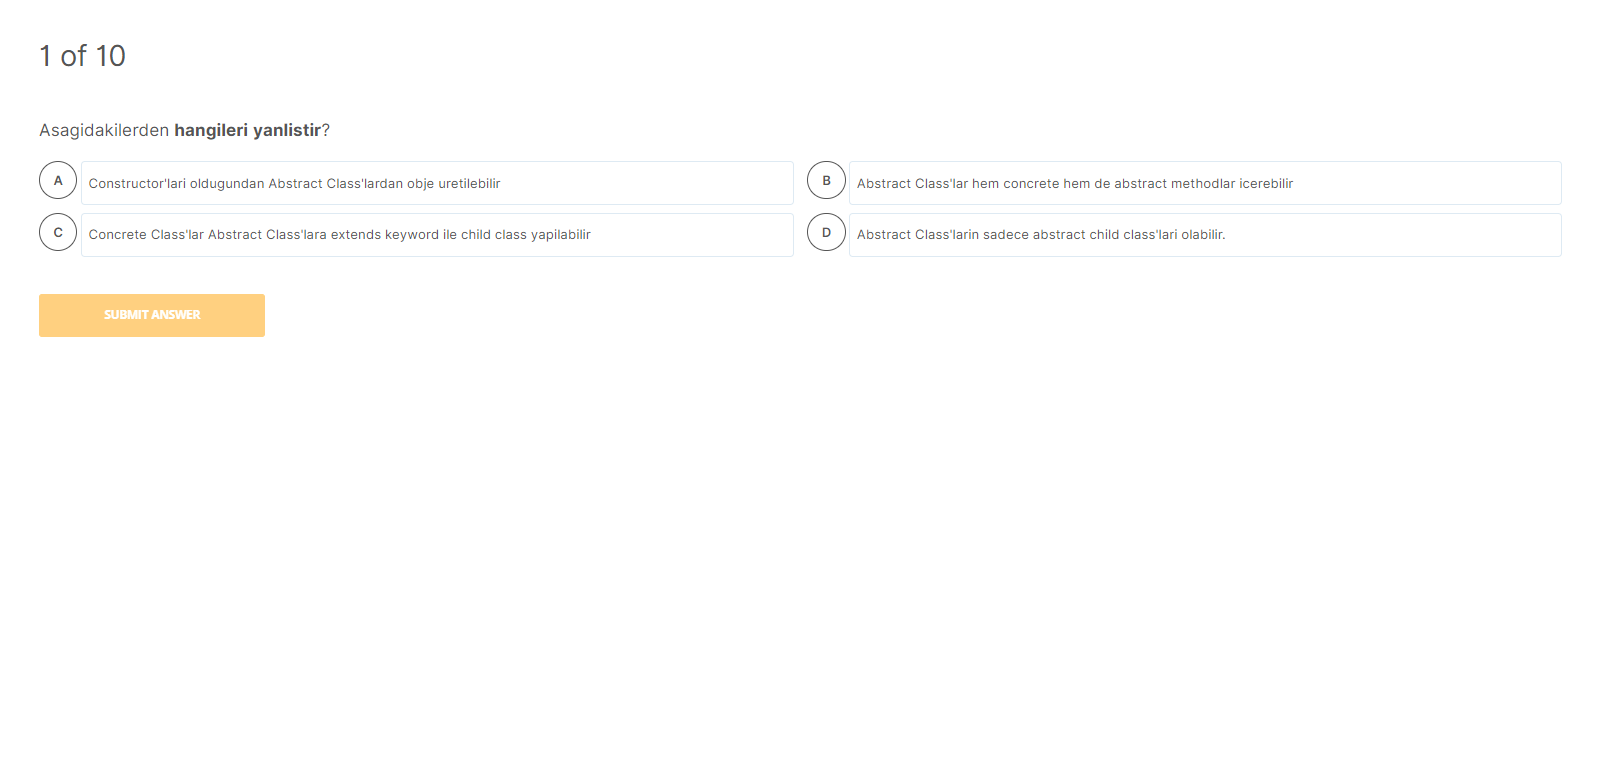 1 of 10
Asagidakilerden hangileri yanlistir?
A Constructor'lari oldugundan Abstract Class'lardan obje uretilebilir
B Abstract Class'lar hem concrete hem de abstract methodlar icerebilir
C Concrete Class'lar Abstract Class'lara extends keyword ile child class yapilabilir
D Abstract Class'larin sadece abstract child class'lari olabilir.
SUBMIT ANSWER